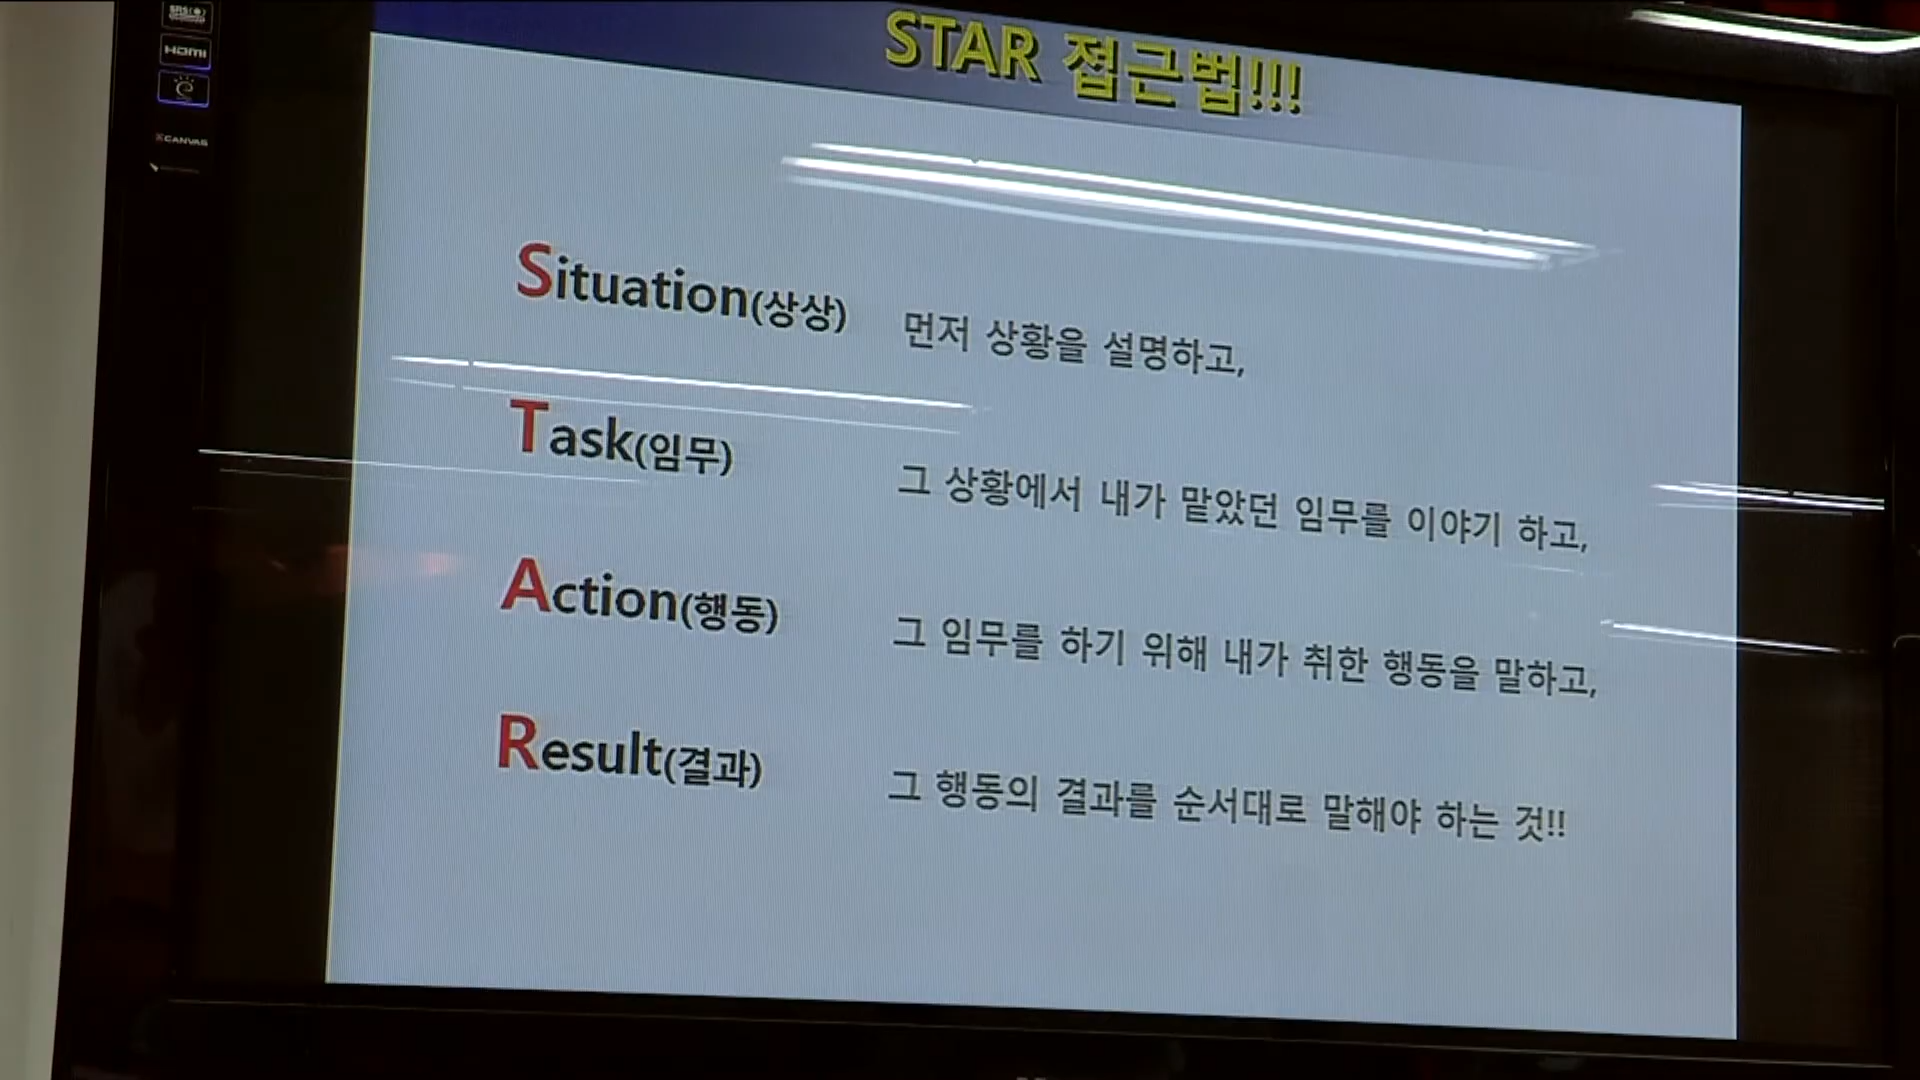 SRS
HDMI
XCANVAS
STAR 접근법!!!
Situation(상상) 먼저 상황을 설명하고,
Task(임무) 그 상황에서 내가 맡았던 임무를 이야기 하고,
Action(행동) 그 임무를 하기 위해 내가 취한 행동을 말하고,
Result(결과) 그 행동의 결과를 순서대로 말해야 하는 것!!